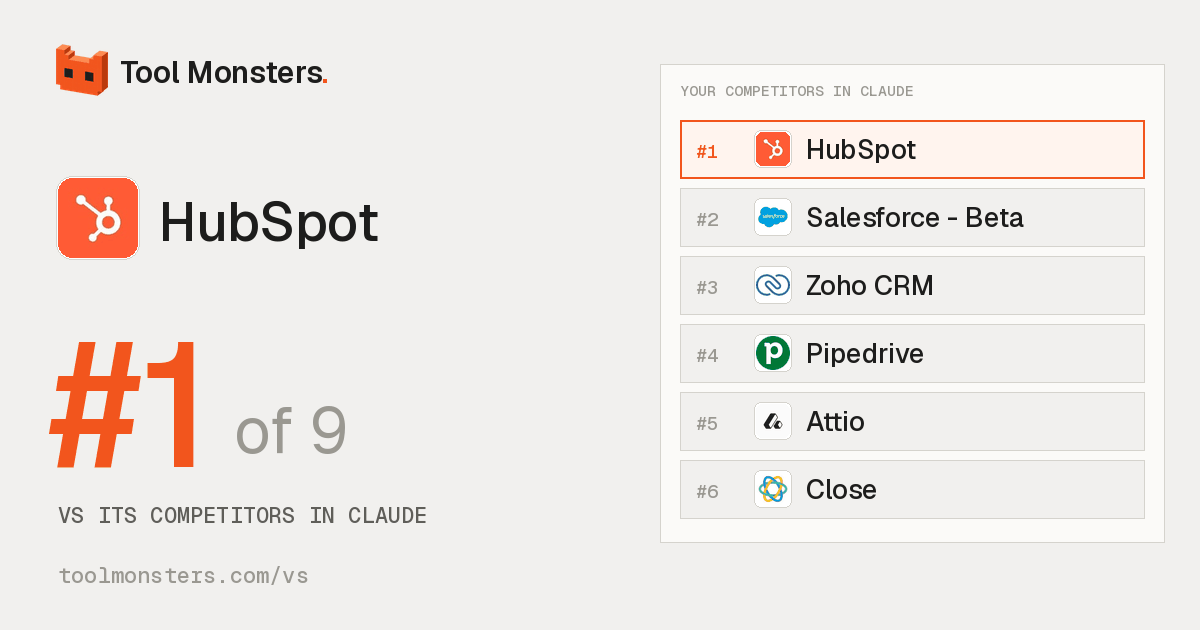 Tool Monsters.
HubSpot
#1 of 9
VS ITS COMPETITORS IN CLAUDE
toolmonsters.com/vs
YOUR COMPETITORS IN CLAUDE
#1 HubSpot
#2 salesforce Salesforce - Beta
#3 Zoho CRM
#4 p Pipedrive
#5 Attio
#6 Close